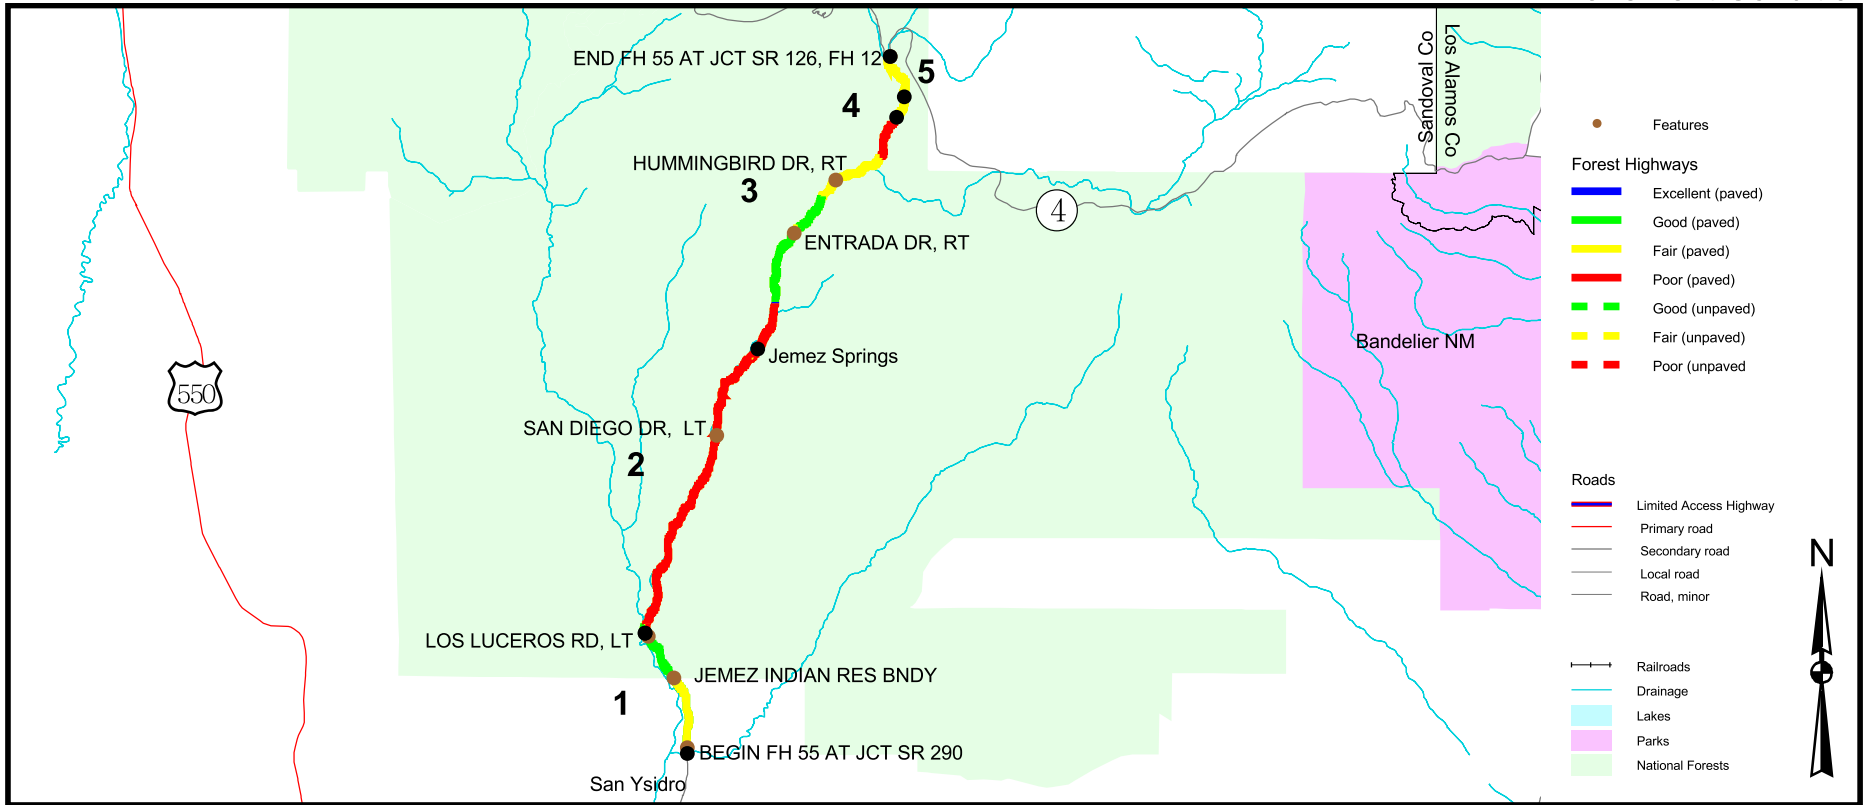 END FH 55 AT JCT SR 126, FH 12
5
4
HUMMINGBIRD DR, RT
3
4
ENTRADA DR, RT
Jemez Springs
550
SAN DIEGO DR, LT
2
LOS LUCEROS RD, LT
JEMEZ INDIAN RES BNDY
1
BEGIN FH 55 AT JCT SR 290
San Ysidro
Sandoval Co
Los Alamos Co
Bandelier NM
Features
Forest Highways
Excellent (paved)
Good (paved)
Fair (paved)
Poor (paved)
Good (unpaved)
Fair (unpaved)
Poor (unpaved
Roads
Limited Access Highway
Primary road
Secondary road
Local road
Road, minor
N
Railroads
Drainage
Lakes
Parks
National Forests